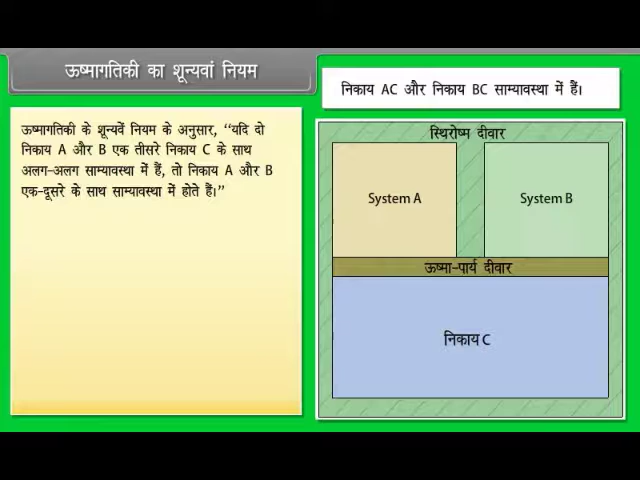 ऊष्मागतिकी का शून्यवां नियम
निकाय AC और निकाय BC साम्यावस्था में हैं।
ऊष्मागतिकी के शून्यवें नियम के अनुसार, ‘‘यदि दो
निकाय A और B एक तीसरे निकाय C के साथ
अलग-अलग साम्यावस्था में हैं, तो निकाय A और B
एक-दूसरे के साथ साम्यावस्था में होते हैं।’’
स्थिरोष्म दीवार
System A
System B
ऊष्मा-पार्य दीवार
निकाय C